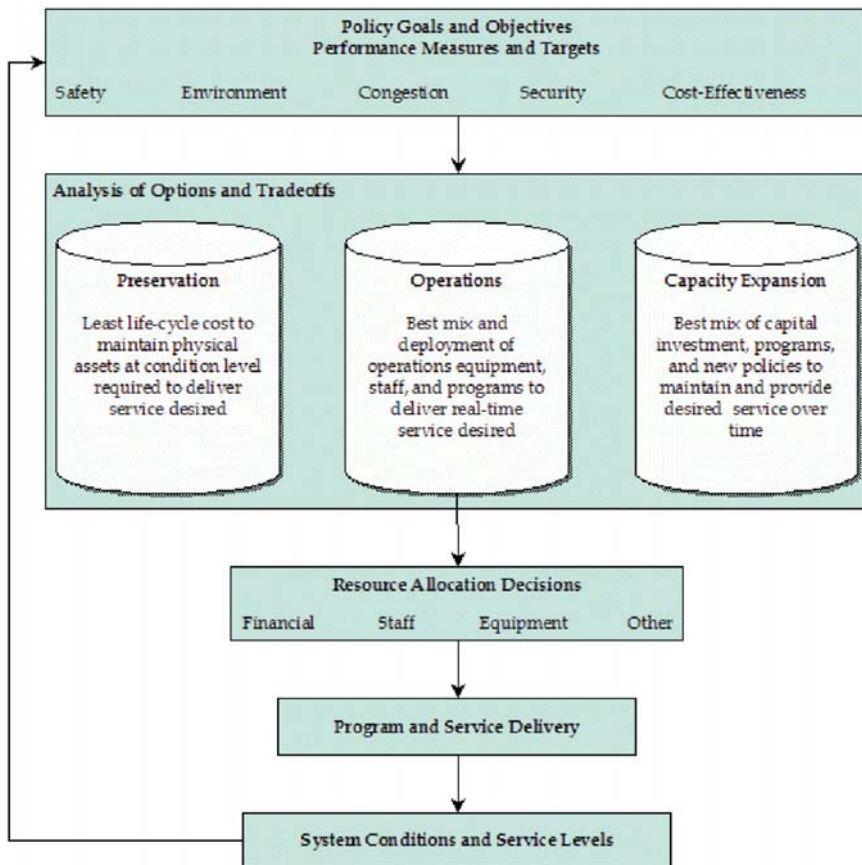 Policy Goals and Objectives
Performance Measures and Targets
Safety Environment Congestion Security Cost-Effectiveness
Analysis of Options and Tradeoffs
Preservation
Least life-cycle cost to
maintain physical
assets at condition level
required to deliver
service desired
Operations
Best mix and
deployment of
operations equipment,
staff, and programs to
deliver real-time
service desired
Capacity Expansion
Best mix of capital
investment, programs,
and new policies to
maintain and provide
desired service over
time
Resource Allocation Decisions
Financial Staff Equipment Other
Program and Service Delivery
System Conditions and Service Levels